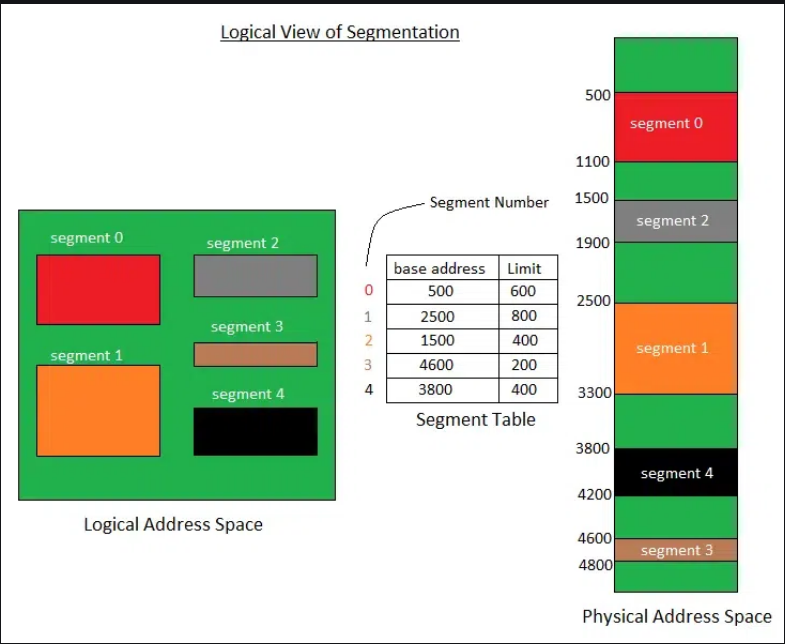 Logical View of Segmentation
segment 0
segment 2
segment 3
segment 1
segment 4
Logical Address Space
Segment Number
base address Limit
0 500 600
1 2500 800
2 1500 400
3 4600 200
4 3800 400
Segment Table
500
segment 0
1100
1500
segment 2
1900
2500
segment 1
3300
3800
segment 4
4200
4600
segment 3
4800
Physical Address Space